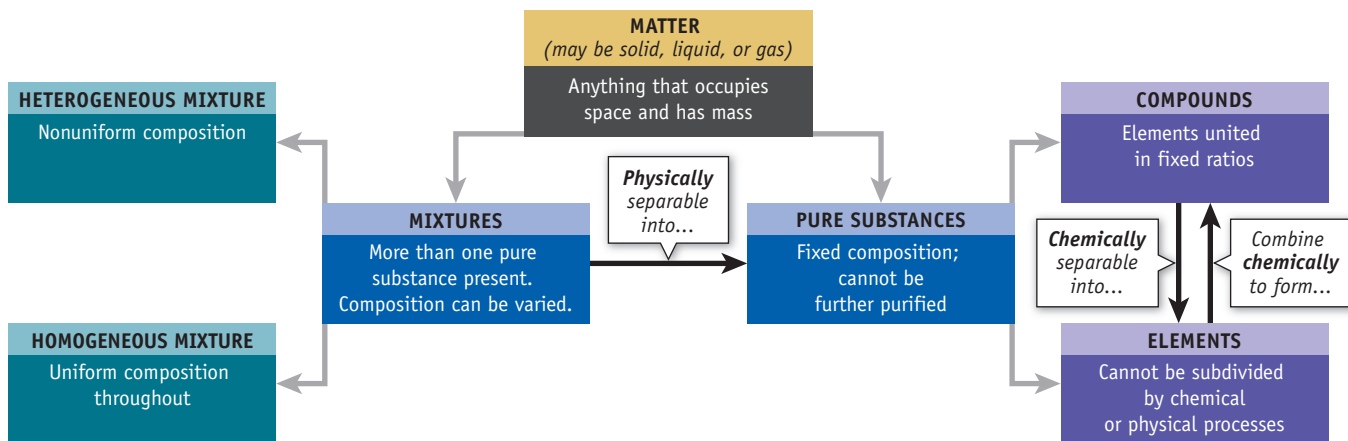 MATTER
(may be solid, liquid, or gas)
Anything that occupies
space and has mass
HETEROGENEOUS MIXTURE
Nonuniform composition
COMPOUNDS
Elements united
in fixed ratios
Physically
separable
into...
MIXTURES
More than one pure
substance present.
Composition can be varied.
PURE SUBSTANCES
Fixed composition;
cannot be
further purified
Chemically
separable
into...
Combine
chemically
to form...
HOMOGENEOUS MIXTURE
Uniform composition
throughout
ELEMENTS
Cannot be subdivided
by chemical
or physical processes